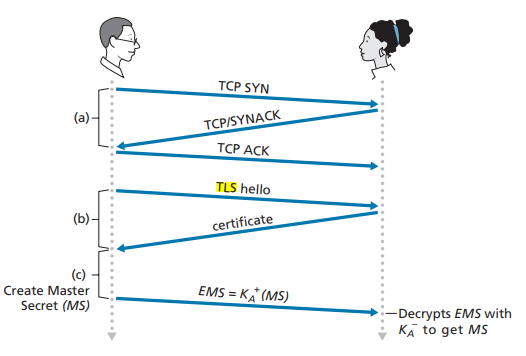 TCP SYN
(a)
TCP/SYNACK
TCP ACK
TLS hello
(b)
certificate
(c)
Create Master
Secret (MS)
EMS = K_A^+(MS)
Decrypts EMS with
K_A^− to get MS